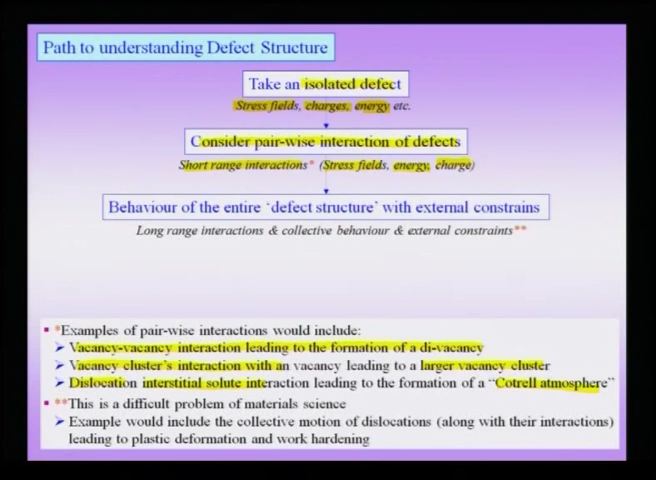 Path to understanding Defect Structure
Take an isolated defect
Stress fields, charges, energy etc.
Consider pair-wise interaction of defects
Short range interactions* (Stress fields, energy, charge)
Behaviour of the entire ‘defect structure’ with external constrains
Long range interactions & collective behaviour & external constraints**
*Examples of pair-wise interactions would include:
Vacancy-vacancy interaction leading to the formation of a di-vacancy
Vacancy cluster's interaction with an vacancy leading to a larger vacancy cluster
Dislocation interstitial solute interaction leading to the formation of a “Cotrell atmosphere”
**This is a difficult problem of materials science
Example would include the collective motion of dislocations (along with their interactions)
leading to plastic deformation and work hardening